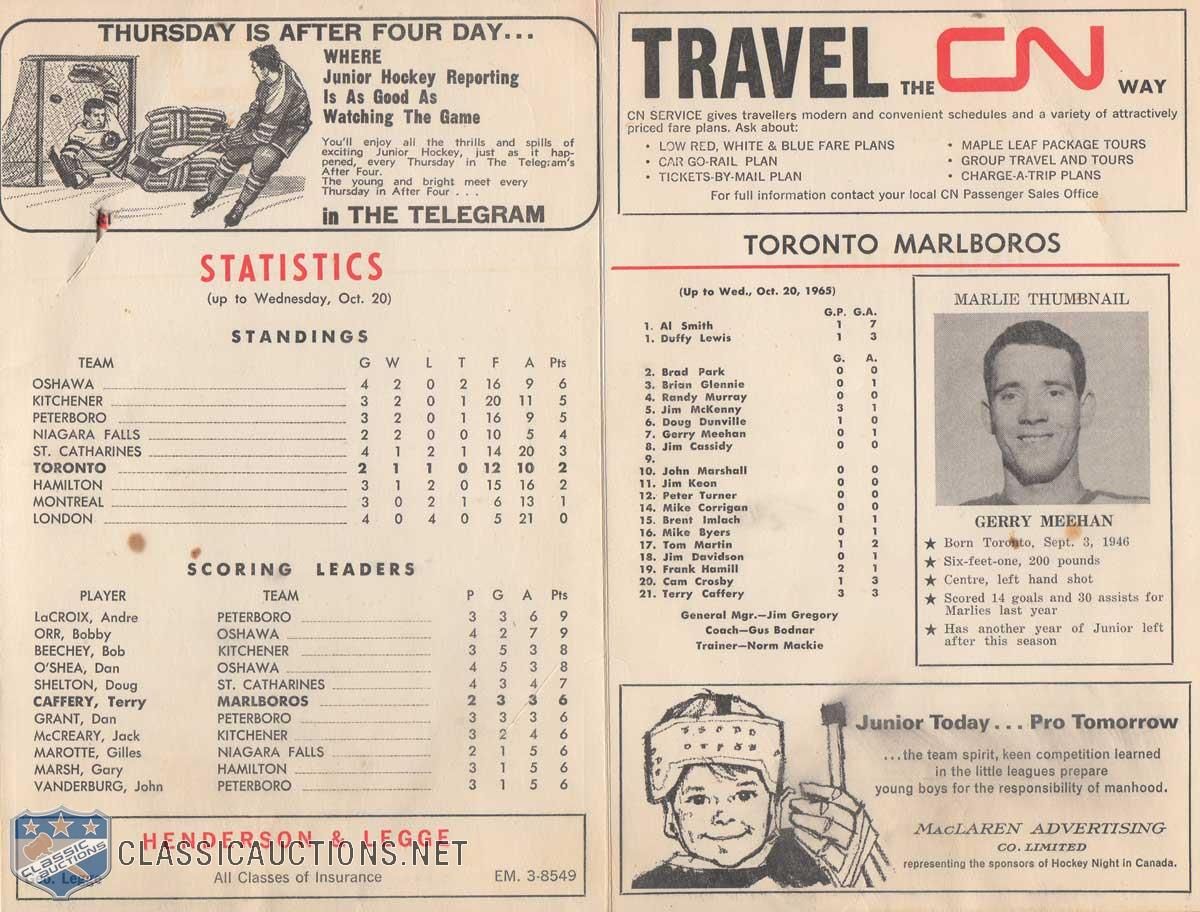 THURSDAY IS AFTER FOUR DAY...
WHERE
Junior Hockey Reporting
Is As Good As
Watching The Game
You'll enjoy all the thrills and spills of
exciting Junior Hockey, just as it hap-
pened, every Thursday in The Telegram's
After Four.
The young and bright meet every
Thursday in After Four . . .
in THE TELEGRAM
STATISTICS
(up to Wednesday, Oct. 20)
STANDINGS
TEAM G W L T F A Pts
OSHAWA 4 2 0 2 16 9 6
KITCHENER 3 2 0 1 20 11 5
PETERBORO 3 2 0 1 16 9 5
NIAGARA FALLS 2 2 0 0 10 5 4
ST. CATHARINES 4 1 2 1 14 20 3
TORONTO 2 1 1 0 12 10 2
HAMILTON 3 1 2 0 15 16 2
MONTREAL 3 0 2 1 6 13 1
LONDON 4 0 4 0 5 21 0
SCORING LEADERS
PLAYER TEAM P G A Pts
LaCROIX, Andre PETERBORO 3 3 6 9
ORR, Bobby OSHAWA 4 2 7 9
BEECHEY, Bob KITCHENER 3 5 3 8
O'SHEA, Dan OSHAWA 4 5 3 8
SHELTON, Doug ST. CATHARINES 4 3 4 7
CAFFERY, Terry MARLBOROS 2 3 3 6
GRANT, Dan PETERBORO 3 3 3 6
McCREARY, Jack KITCHENER 3 2 4 6
MAROTTE, Gilles NIAGARA FALLS 2 1 5 6
MARSH, Gary HAMILTON 3 1 5 6
VANDERBURG, John PETERBORO 3 1 5 6
HENDERSON & LEGGE
CLASSIC AUCTIONS
CLASSICAUCTIONS.NET
Geo. Legge All Classes of Insurance EM. 3-8549
TRAVEL THE CN WAY
CN SERVICE gives travellers modern and convenient schedules and a variety of attractively
priced fare plans. Ask about:
• LOW RED, WHITE & BLUE FARE PLANS
• CAR GO-RAIL PLAN
• TICKETS-BY-MAIL PLAN
• MAPLE LEAF PACKAGE TOURS
• GROUP TRAVEL AND TOURS
• CHARGE-A-TRIP PLANS
For full information contact your local CN Passenger Sales Office
TORONTO MARLBOROS
(Up to Wed., Oct. 20, 1965)
G.P. G.A.
1. Al Smith 1 7
1. Duffy Lewis 1 3
G. A.
2. Brad Park 0 0
3. Brian Glennie 0 1
4. Randy Murray 0 0
5. Jim McKenny 3 1
6. Doug Dunville 1 0
7. Gerry Meehan 0 1
8. Jim Cassidy 0 0
9.
10. John Marshall 0 0
11. Jim Keon 0 0
12. Peter Turner 0 0
14. Mike Corrigan 0 0
15. Brent Imlach 1 1
16. Mike Byers 0 1
17. Tom Martin 1 2
18. Jim Davidson 0 1
19. Frank Hamill 2 1
20. Cam Crosby 1 3
21. Terry Caffery 3 3
General Mgr.—Jim Gregory
Coach—Gus Bodnar
Trainer—Norm Mackie
MARLIE THUMBNAIL
GERRY MEEHAN
★ Born Toronto, Sept. 3, 1946
★ Six-feet-one, 200 pounds
★ Centre, left hand shot
★ Scored 14 goals and 30 assists for
Marlies last year
★ Has another year of Junior left
after this season
Junior Today . . . Pro Tomorrow
...the team spirit, keen competition learned
in the little leagues prepare
young boys for the responsibility of manhood.
MACLAREN ADVERTISING
CO. LIMITED
representing the sponsors of Hockey Night in Canada.